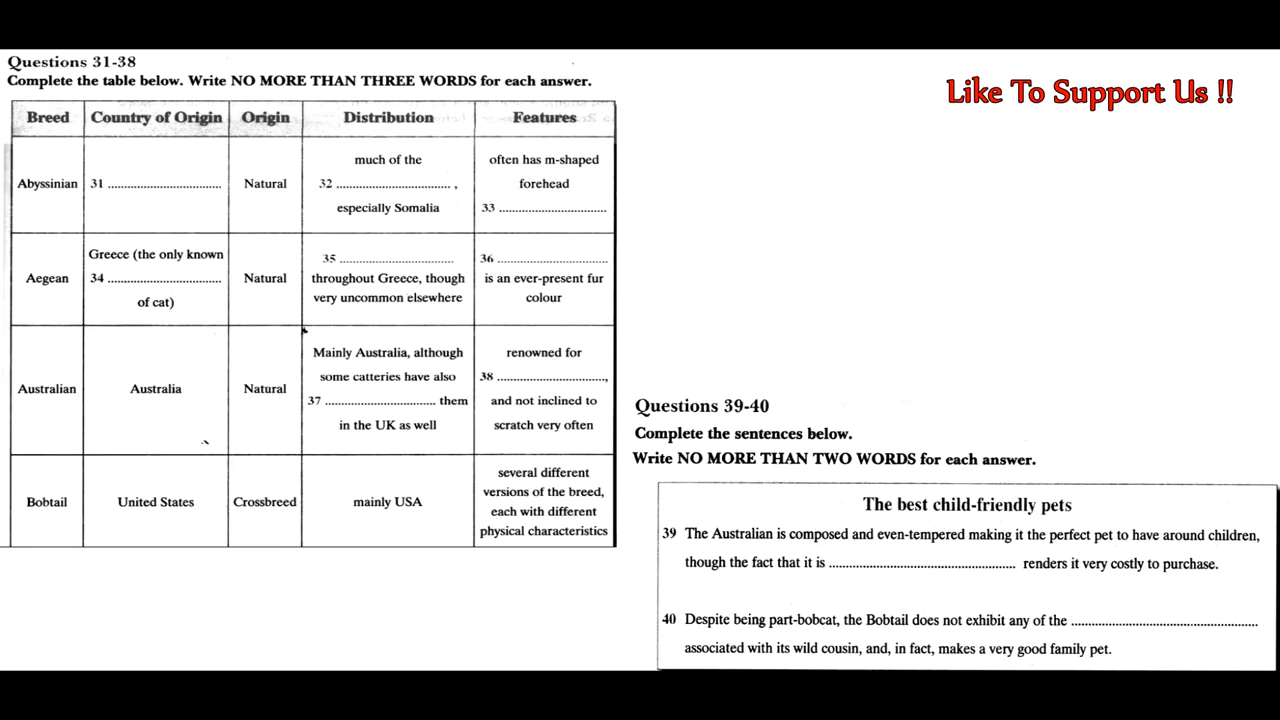 Questions 31-38
Complete the table below. Write NO MORE THAN THREE WORDS for each answer.
Like To Support Us !!
Breed Country of Origin Origin Distribution Features
Abyssinian
31 ................................
Natural
much of the
32 ................................ ,
especially Somalia
often has m-shaped
forehead
33 ..............................
Aegean
Greece (the only known
34 ................................
of cat)
Natural
35 ................................
throughout Greece, though
very uncommon elsewhere
36 ..............................
is an ever-present fur
colour
Australian
Australia
Natural
Mainly Australia, although
some catteries have also
37 ............................... them
in the UK as well
renowned for
38 ..............................,
and not inclined to
scratch very often
Bobtail
United States
Crossbreed
mainly USA
several different
versions of the breed,
each with different
physical characteristics
Questions 39-40
Complete the sentences below.
Write NO MORE THAN TWO WORDS for each answer.
The best child-friendly pets
39 The Australian is composed and even-tempered making it the perfect pet to have around children,
though the fact that it is .................................................... renders it very costly to purchase.
40 Despite being part-bobcat, the Bobtail does not exhibit any of the ....................................................
associated with its wild cousin, and, in fact, makes a very good family pet.